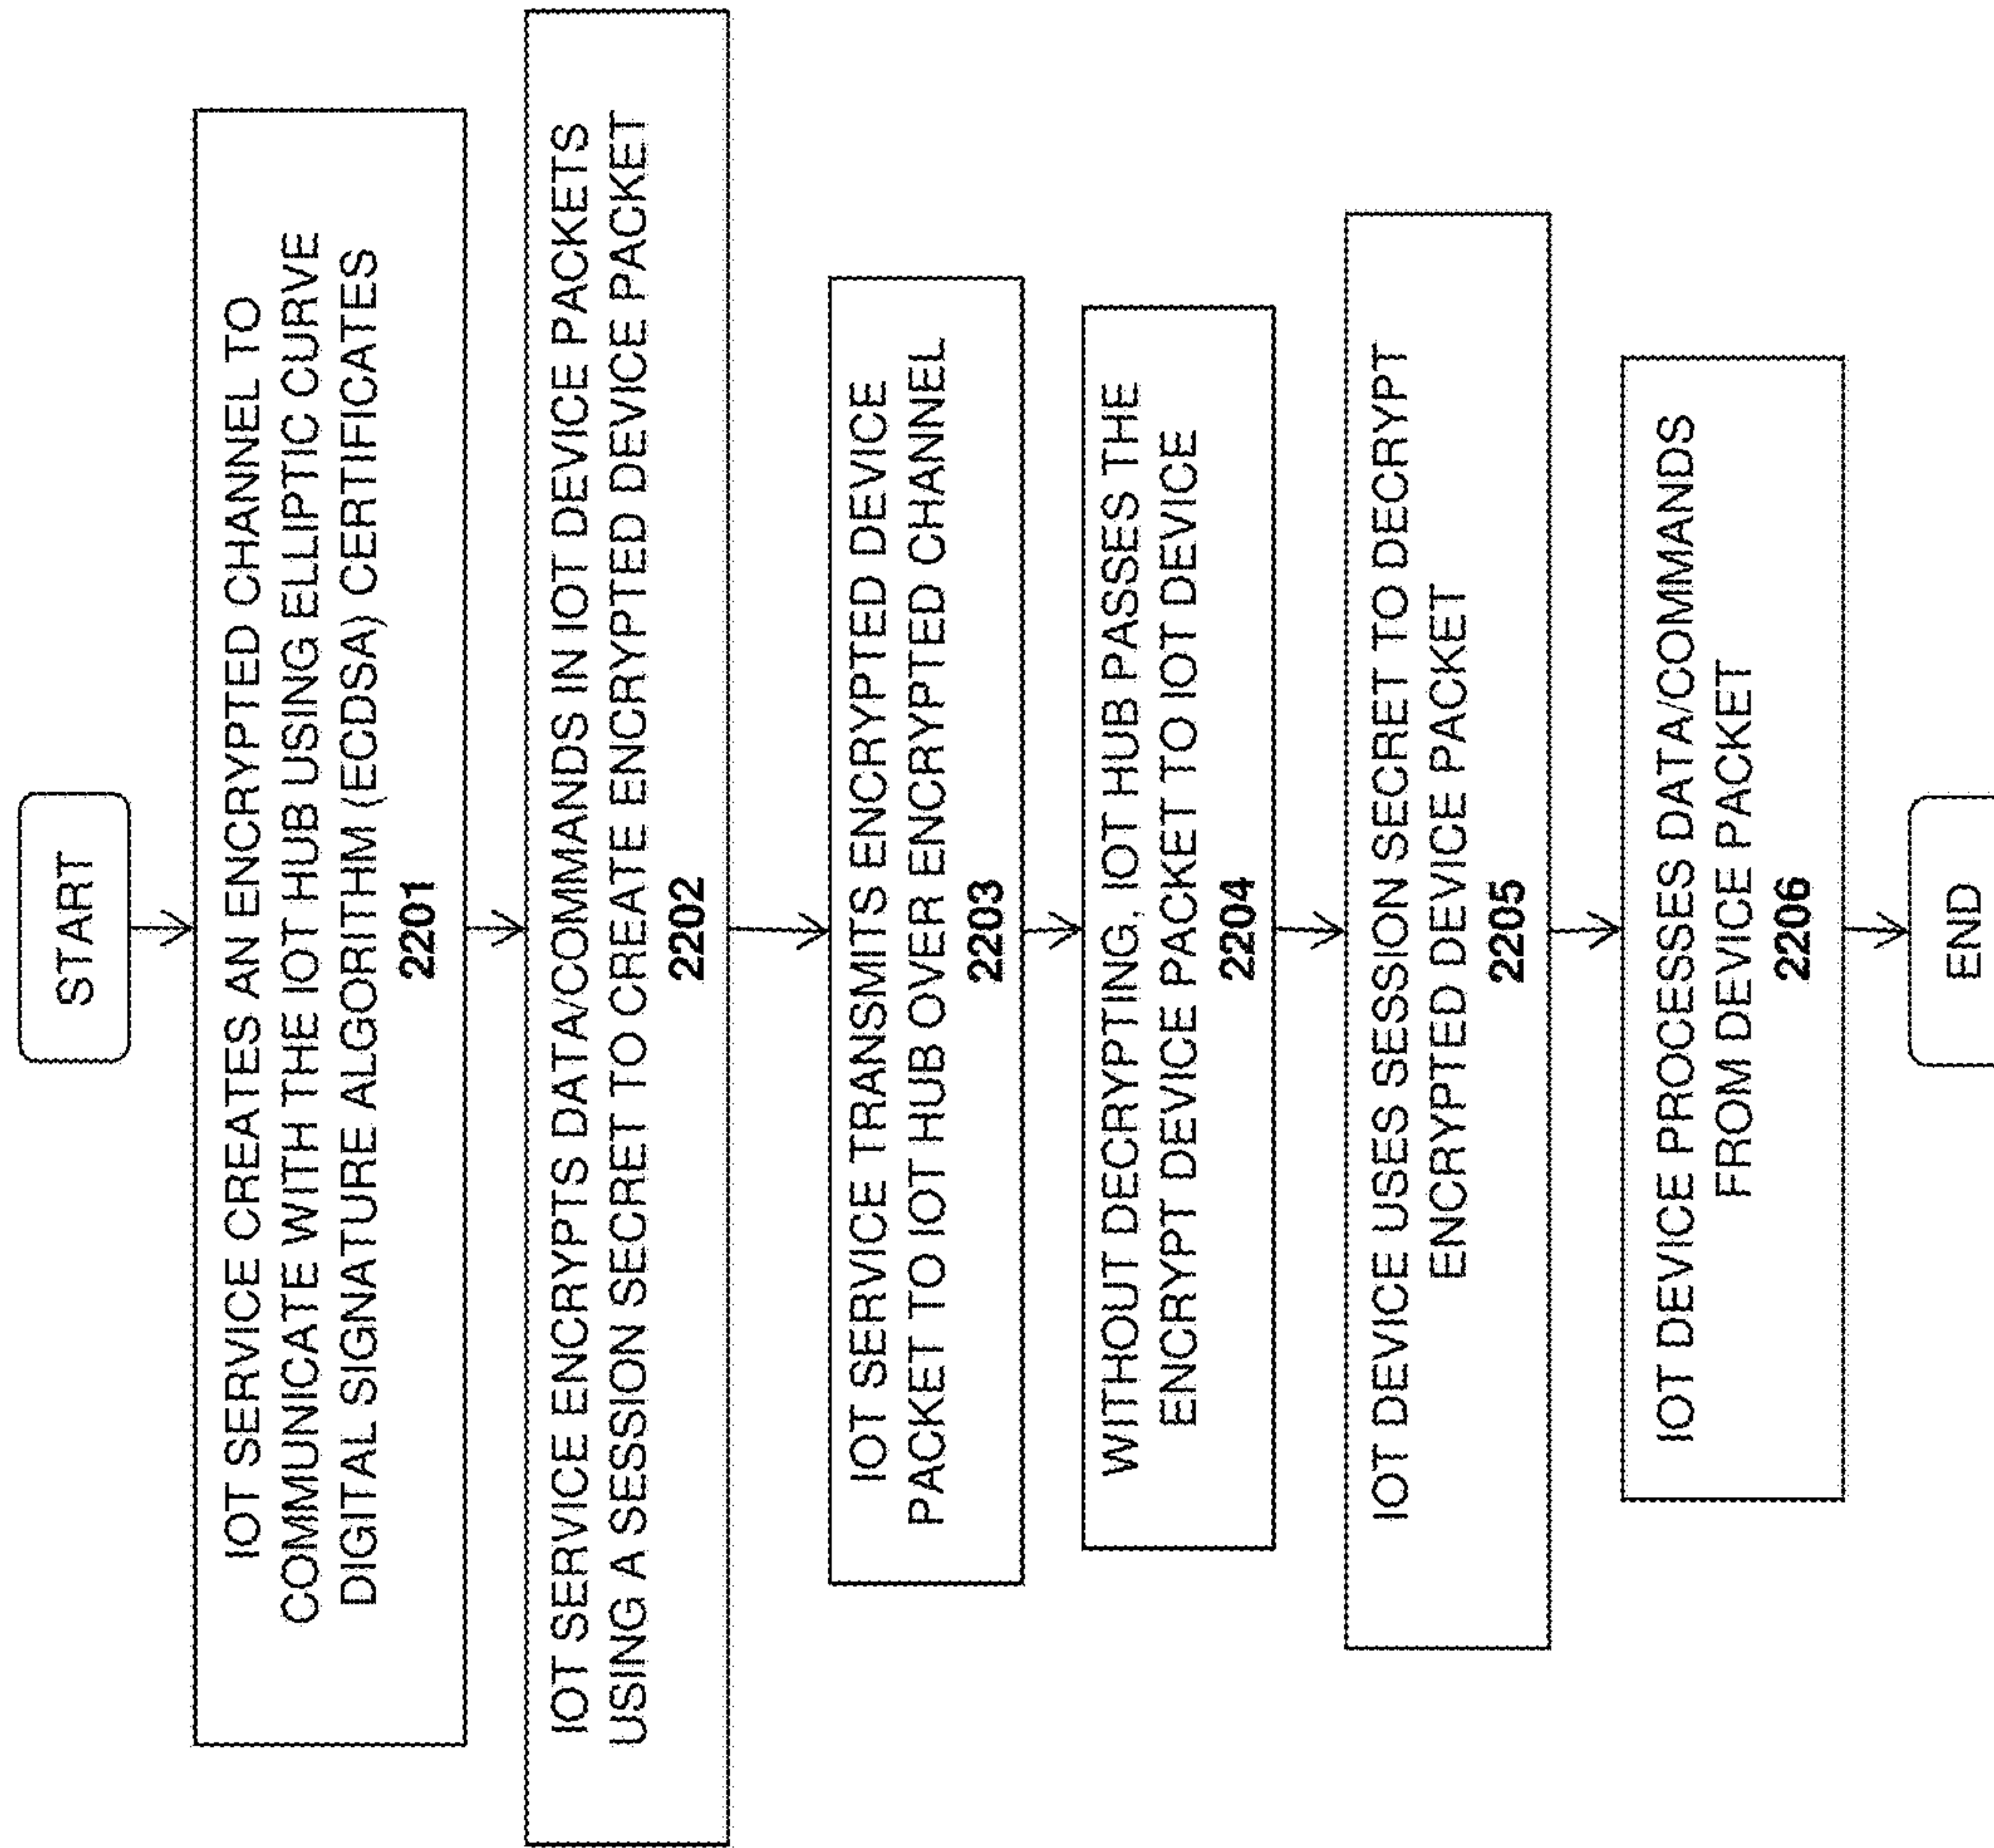 START
IOT SERVICE CREATES AN ENCRYPTED CHANNEL TO
COMMUNICATE WITH THE IOT HUB USING ELLIPTIC CURVE
DIGITAL SIGNATURE ALGORITHM (ECDSA) CERTIFICATES
2201
IOT SERVICE ENCRYPTS DATA/COMMANDS IN IOT DEVICE PACKETS
USING A SESSION SECRET TO CREATE ENCRYPTED DEVICE PACKET
2202
IOT SERVICE TRANSMITS ENCRYPTED DEVICE
PACKET TO IOT HUB OVER ENCRYPTED CHANNEL
2203
WITHOUT DECRYPTING, IOT HUB PASSES THE
ENCRYPT DEVICE PACKET TO IOT DEVICE
2204
IOT DEVICE USES SESSION SECRET TO DECRYPT
ENCRYPTED DEVICE PACKET
2205
IOT DEVICE PROCESSES DATA/COMMANDS
FROM DEVICE PACKET
2206
END